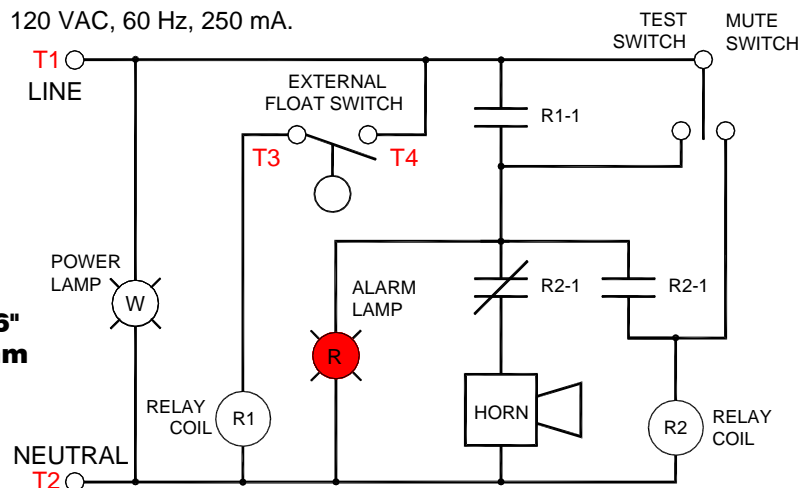 120 VAC, 60 Hz, 250 mA.
TEST
SWITCH
MUTE
SWITCH
T1
LINE
EXTERNAL
FLOAT SWITCH
R1-1
T3
T4
POWER
LAMP
W
ALARM
LAMP
R2-1
R2-1
6"
R
RELAY
COIL
R1
HORN
R2
RELAY
COIL
NEUTRAL
T2